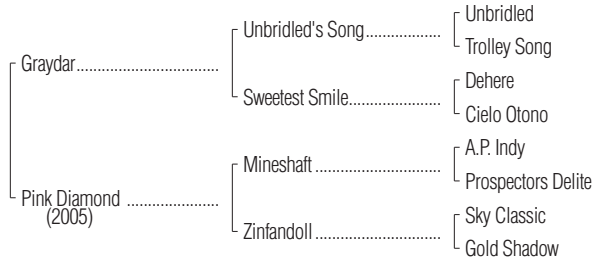 Unbridled
Unbridled's Song
Trolley Song
Graydar
Dehere
Sweetest Smile
Cielo Otono
A.P. Indy
Mineshaft
Prospectors Delite
Pink Diamond
(2005)
Sky Classic
Zinfandoll
Gold Shadow